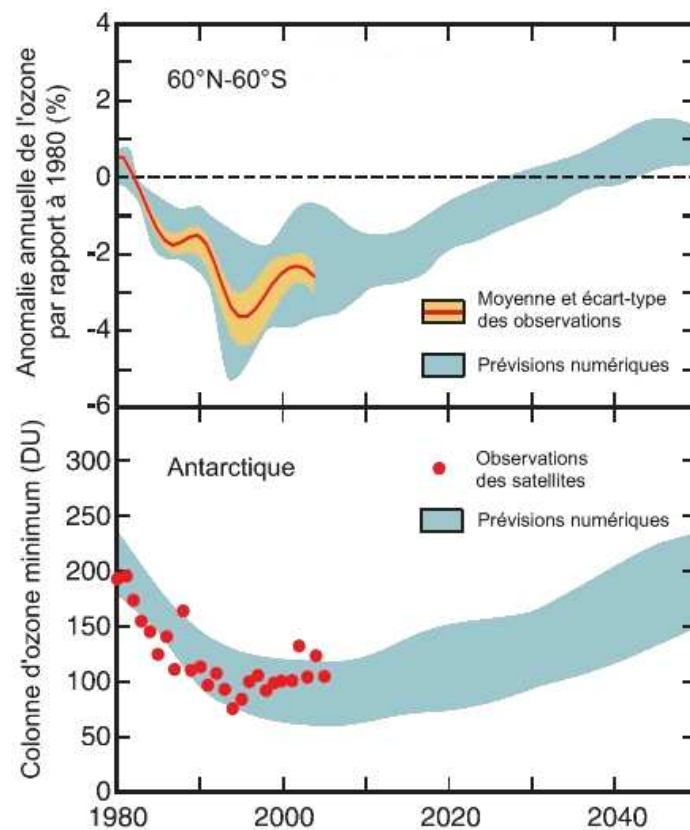 Anomalie annuelle de l'ozone
par rapport à 1980 (%)
4
2
0
-2
-4
-6
60°N-60°S
Moyenne et écart-type
des observations
Prévisions numériques
Colonne d'ozone minimum (DU)
300
250
200
150
100
50
0
Antarctique
Observations
des satellites
Prévisions numériques
1980
2000
2020
2040